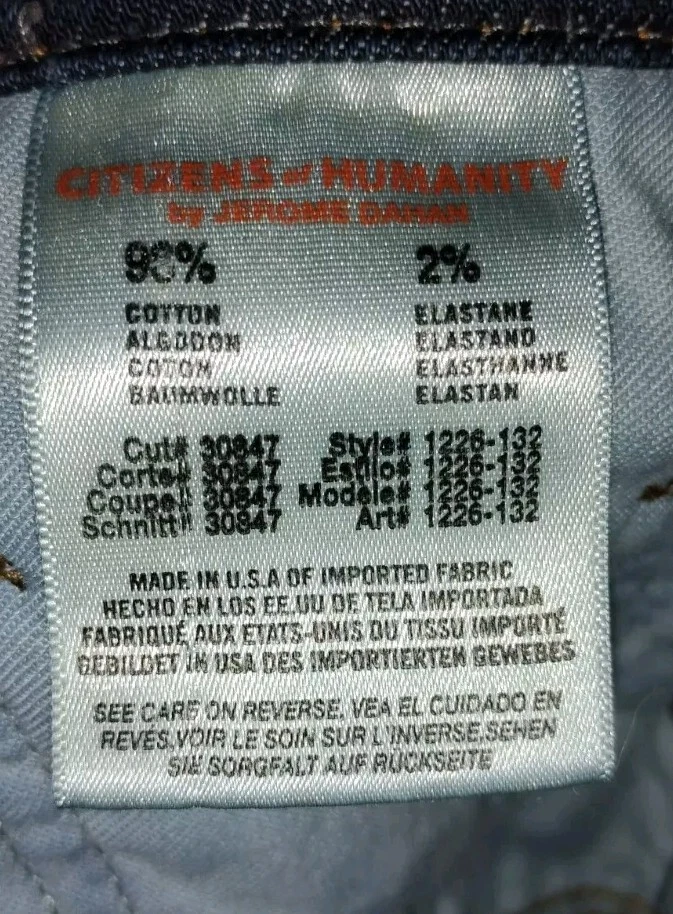 CITIZENS of HUMANITY
by JEROME DAHAN
98% 2%
COTTON ELASTANE
ALGODON ELASTANO
COTON ELASTHANNE
BAUMWOLLE ELASTAN
Cut# 30847 Style# 1226-132
Corte# 30847 Estilo# 1226-132
Coupe# 30847 Modele# 1226-132
Schnitt# 30847 Art# 1226-132
MADE IN U.S.A OF IMPORTED FABRIC
HECHO EN LOS EE.UU DE TELA IMPORTADA
FABRIQUÉ AUX ETATS-UNIS DU TISSU IMPORTÉ
GEBILDET IN USA DES IMPORTIERTEN GEWEBES
SEE CARE ON REVERSE. VEA EL CUIDADO EN
REVES.VOIR LE SOIN SUR L'INVERSE.SEHEN
SIE SORGFALT AUF RÜCKSEITE